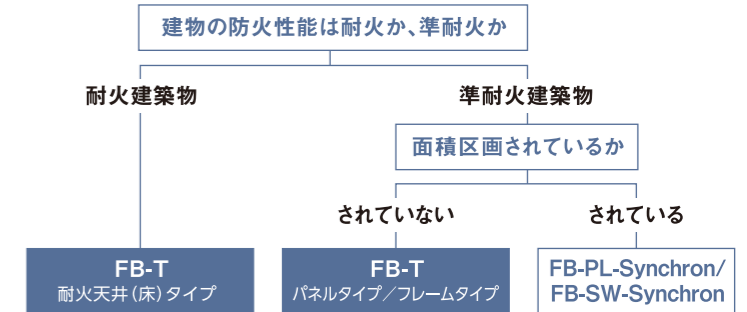 建物の防火性能は耐火か、準耐火か
耐火建築物
準耐火建築物
面積区画されているか
されていない
されている
FB-T
耐火天井（床）タイプ
FB-T
パネルタイプ／フレームタイプ
FB-PL-Synchron/
FB-SW-Synchron